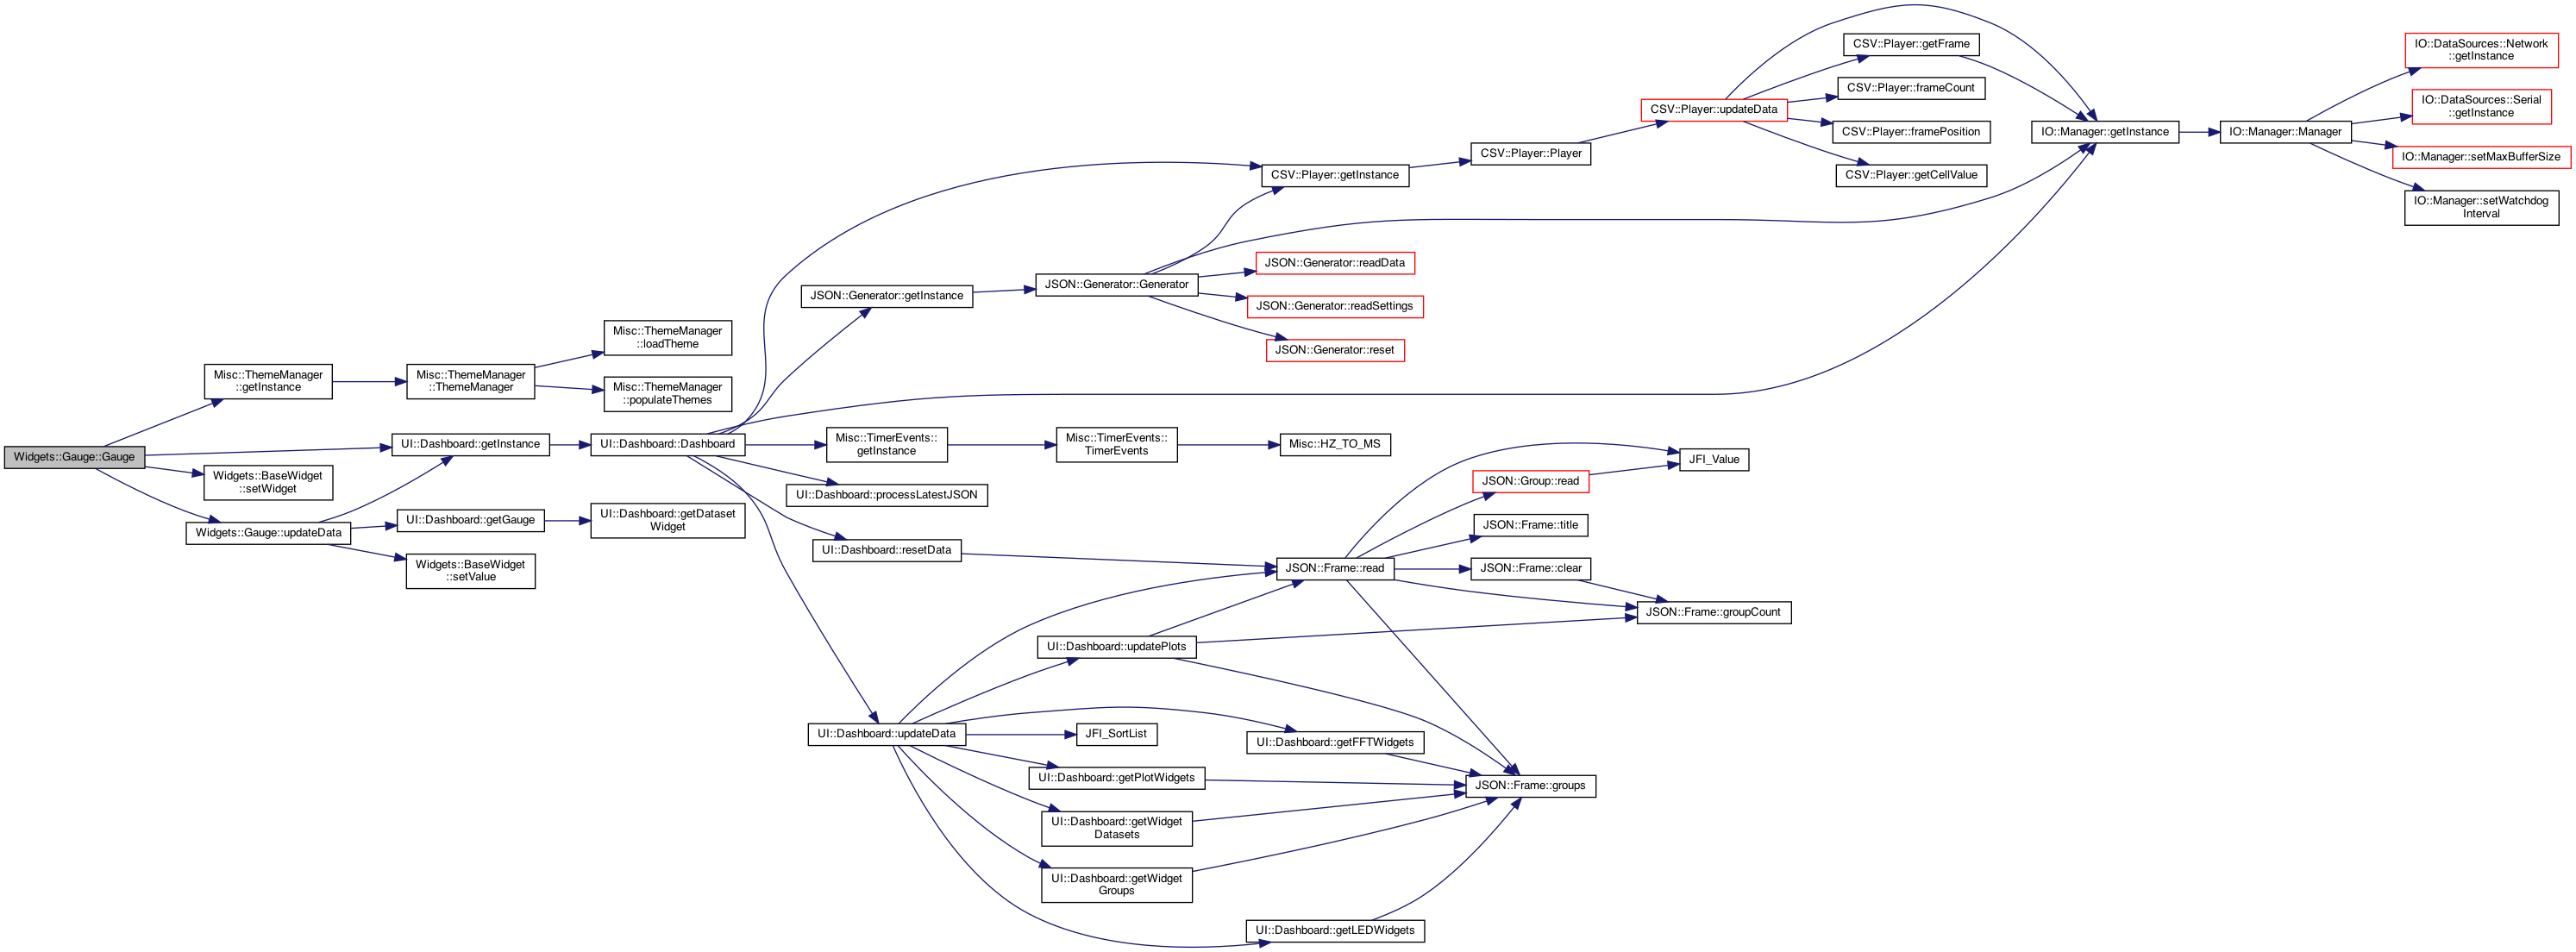 Widgets::Gauge::Gauge
Misc::ThemeManager
::getInstance
Misc::ThemeManager
::ThemeManager
Misc::ThemeManager
::loadTheme
Misc::ThemeManager
::populateThemes
UI::Dashboard::getInstance
Widgets::BaseWidget
::setWidget
Widgets::Gauge::updateData
UI::Dashboard::getGauge
Widgets::BaseWidget
::setValue
UI::Dashboard::getDataset
Widget
UI::Dashboard::Dashboard
JSON::Generator::getInstance
Misc::TimerEvents::
getInstance
UI::Dashboard::processLatestJSON
UI::Dashboard::resetData
UI::Dashboard::updateData
JSON::Generator::Generator
Misc::TimerEvents::
TimerEvents
Misc::HZ_TO_MS
CSV::Player::getInstance
JSON::Generator::readData
JSON::Generator::readSettings
JSON::Generator::reset
CSV::Player::Player
CSV::Player::updateData
CSV::Player::getFrame
CSV::Player::frameCount
CSV::Player::framePosition
CSV::Player::getCellValue
IO::Manager::getInstance
IO::Manager::Manager
IO::DataSources::Network
::getInstance
IO::DataSources::Serial
::getInstance
IO::Manager::setMaxBufferSize
IO::Manager::setWatchdog
Interval
JFI_Value
JSON::Group::read
JSON::Frame::title
JSON::Frame::read
JSON::Frame::clear
JSON::Frame::groupCount
UI::Dashboard::updatePlots
JFI_SortList
UI::Dashboard::getFFTWidgets
UI::Dashboard::getPlotWidgets
JSON::Frame::groups
UI::Dashboard::getWidget
Datasets
UI::Dashboard::getWidget
Groups
UI::Dashboard::getLEDWidgets